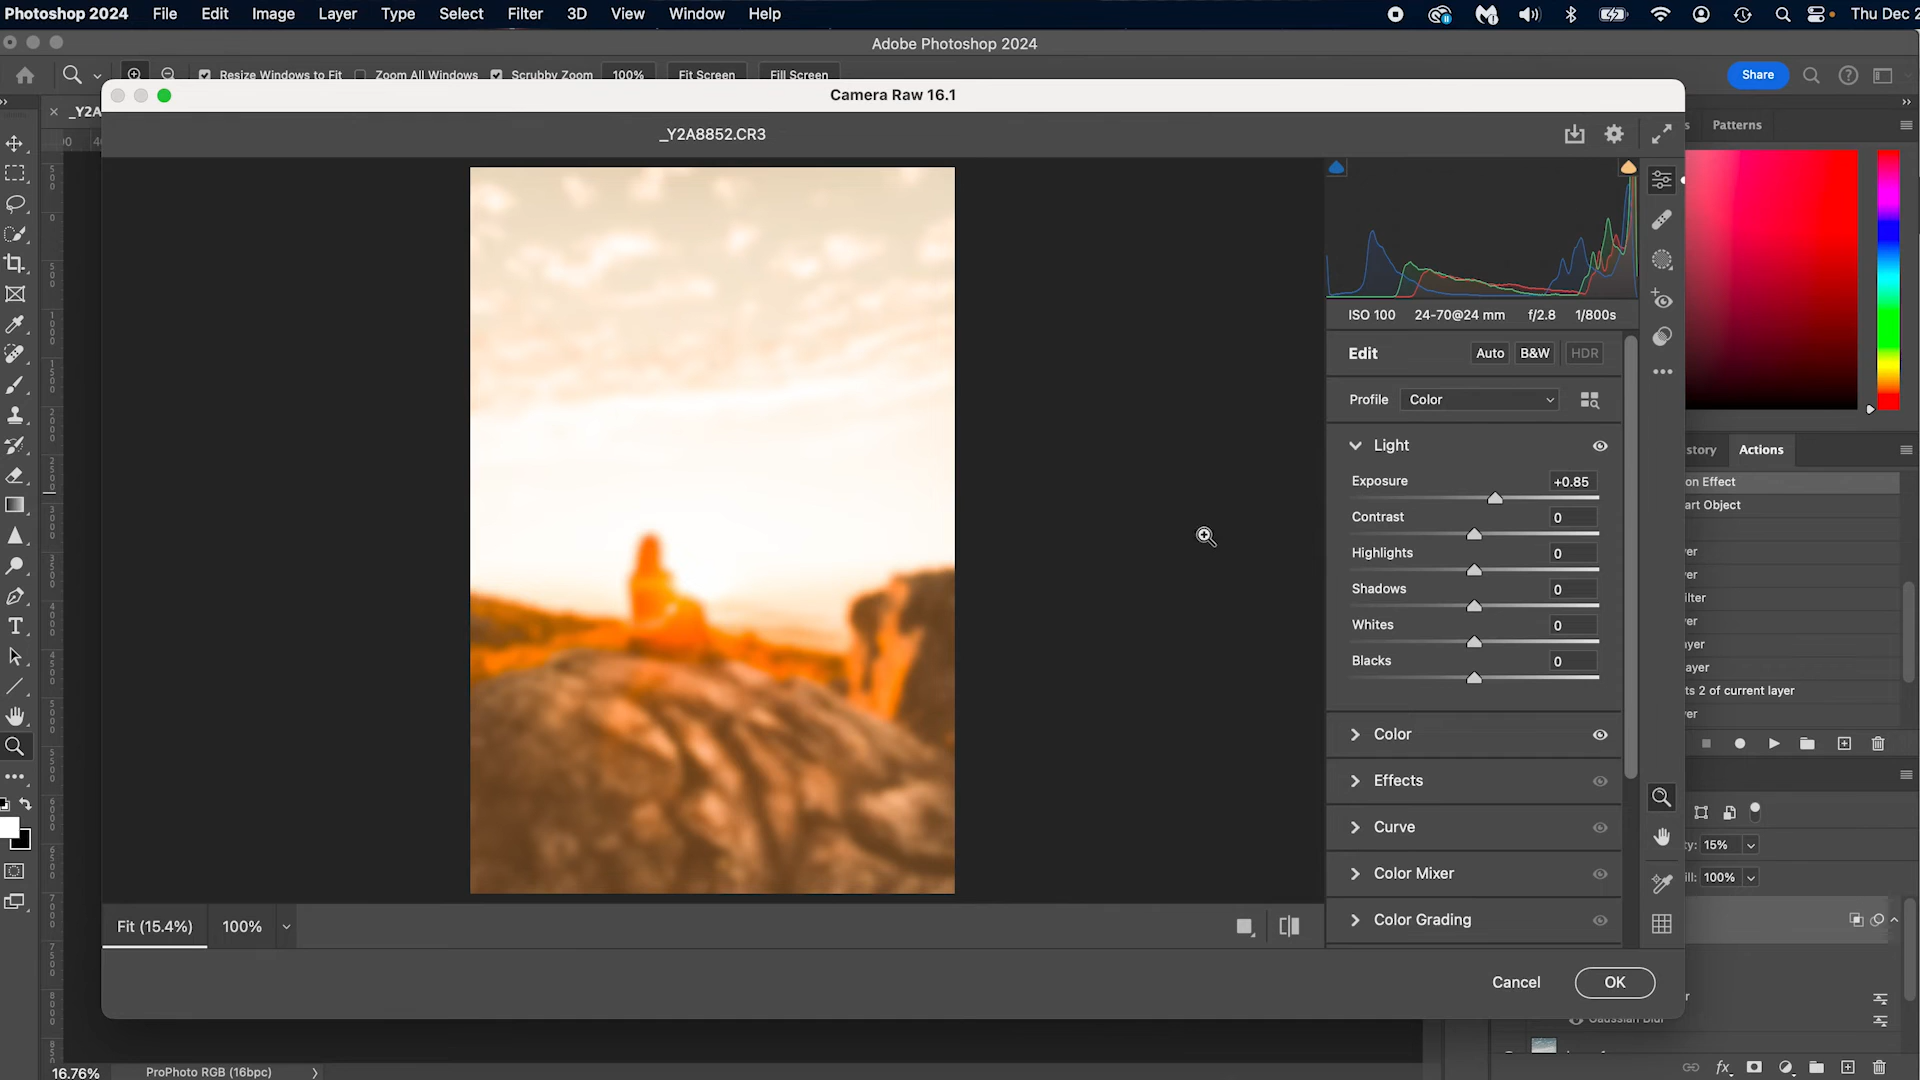 Photoshop 2024 File Edit Image Layer Type Select Filter 3D View Window Help Thu Dec 2
Adobe Photoshop 2024
Resize Windows to Fit Zoom All Windows Scrubby Zoom 100% Fit Screen Fill Screen Share
Camera Raw 16.1
_Y2A
Patterns
_Y2A8852.CR3
ISO 100 24-70@24 mm f/2.8 1/800s
Edit Auto B&W HDR
Profile Color
Light
Exposure +0.85
Contrast 0
Highlights 0
Shadows 0
Whites 0
Blacks 0
Color
Effects
Curve
Color Mixer
Color Grading
story Actions
on Effect
art Object
er
er
ilter
er
ayer
ayer
ts 2 of current layer
er
y: 15%
ill: 100%
Fit (15.4%) 100%
Cancel OK
r
Gaussian Blur
16.76% ProPhoto RGB (16bpc)